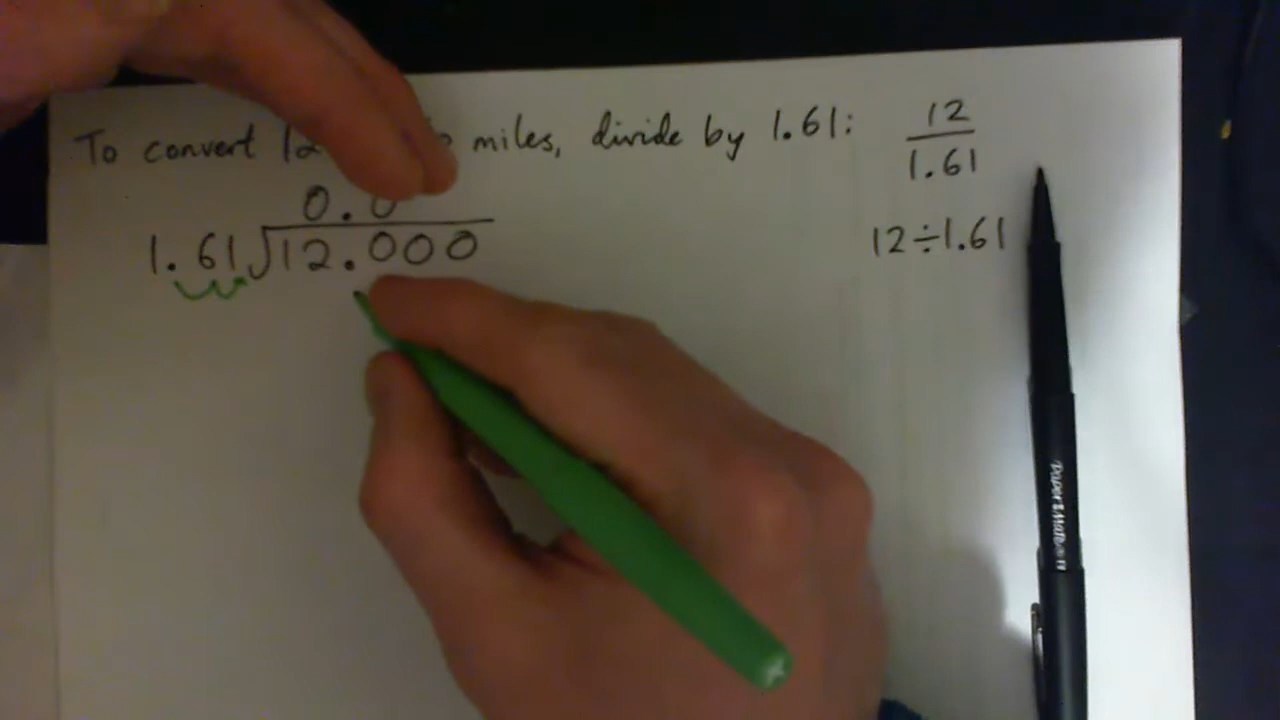 To convert 12 miles, divide by 1.61:
12
1.61
0.0
1.61 12.000
12÷1.61
PaperMate